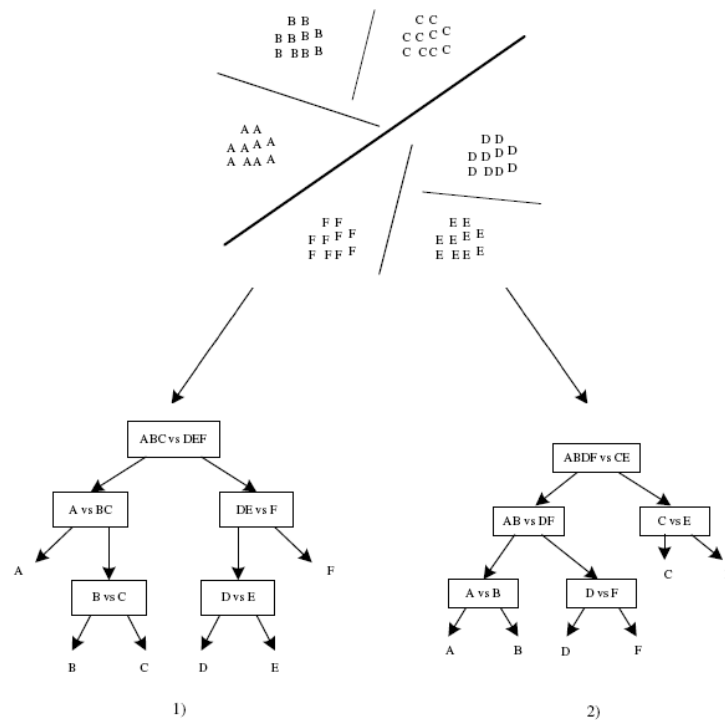 B B
B B B B
B B B
C C
C C C C
C C C
A A
A A A A
A A A A
D D
D D D D
D D D D
F F
F F F F
F F F F
E E
E E E E
E E E E
ABC vs DEF
A vs BC
DE vs F
A
F
B vs C
D vs E
B
C
D
E
1)
ABDF vs CE
AB vs DF
C vs E
C
A vs B
D vs F
A
B
D
F
2)